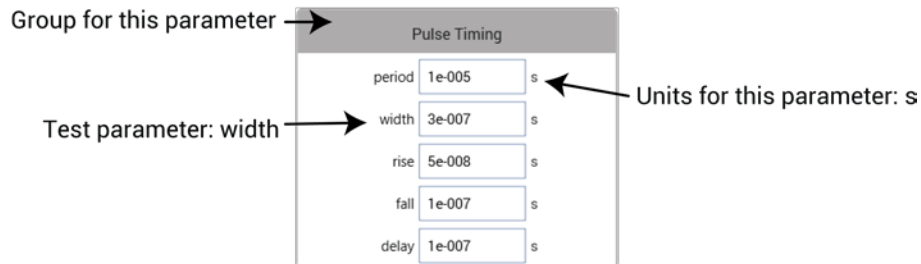 Group for this parameter
Pulse Timing
period 1e-005 s
Units for this parameter: s
Test parameter: width
width 3e-007 s
rise 5e-008 s
fall 1e-007 s
delay 1e-007 s